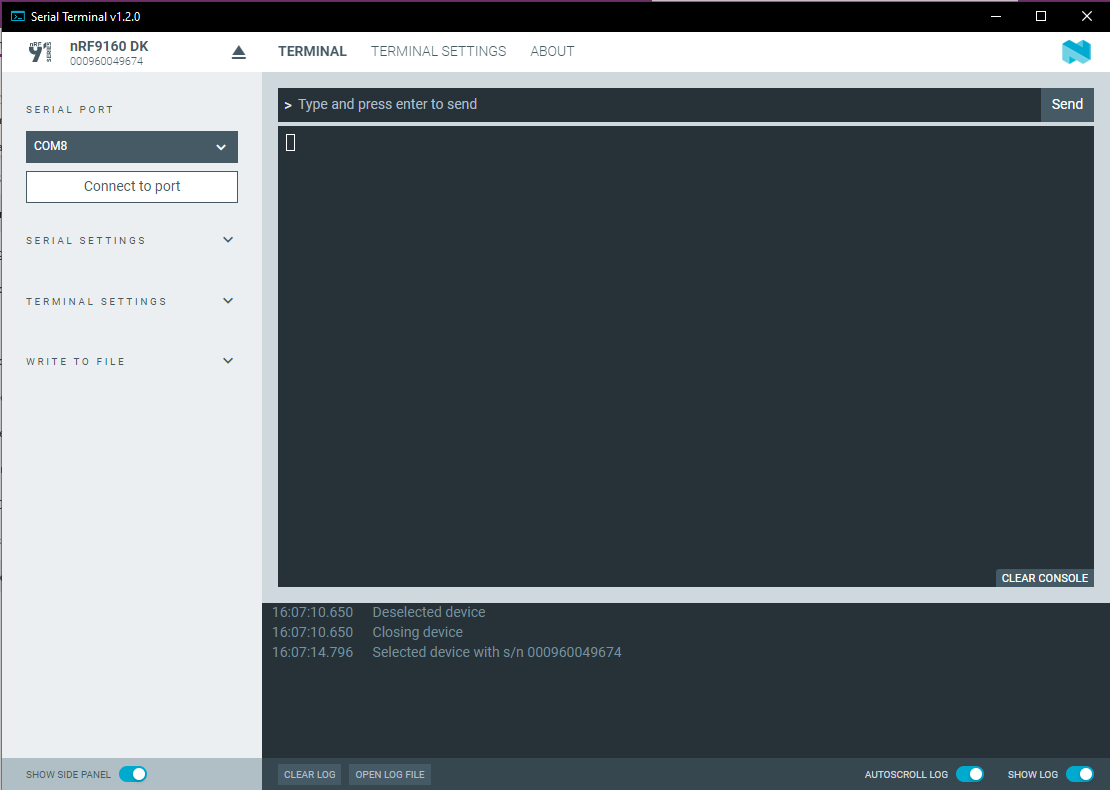 Serial Terminal v1.2.0
nRF 91 SERIES
nRF9160 DK
000960049674
TERMINAL TERMINAL SETTINGS ABOUT
SERIAL PORT
COM8
Connect to port
SERIAL SETTINGS
TERMINAL SETTINGS
WRITE TO FILE
> Type and press enter to send Send
CLEAR CONSOLE
16:07:10.650 Deselected device
16:07:10.650 Closing device
16:07:14.796 Selected device with s/n 000960049674
SHOW SIDE PANEL
CLEAR LOG OPEN LOG FILE AUTOSCROLL LOG SHOW LOG